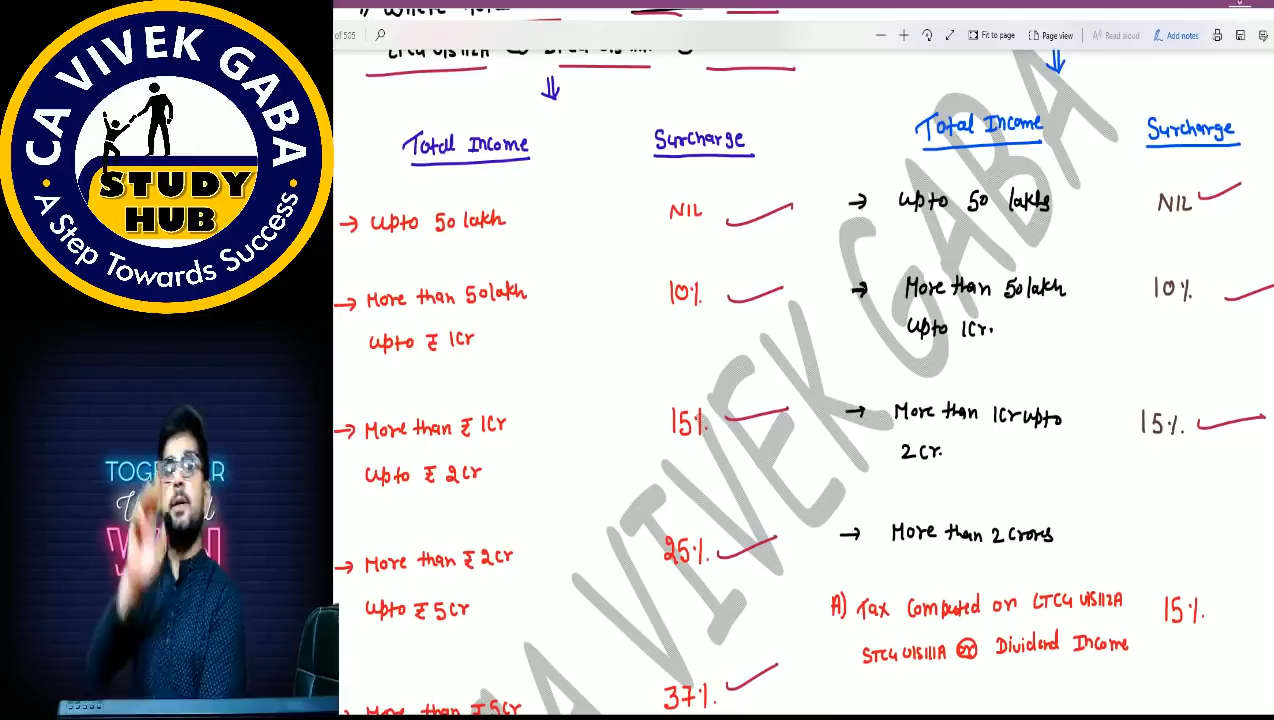 CA VIVEK GABA
STUDY
HUB
• A Step Towards Success •
TOGETHER
of 505
Fit to page
Page view
Read aloud
Add notes
Total Income Surcharge
→ Upto 50 lakh NIL
→ More than 50 lakh 10%
Upto ₹ 1Cr
→ More than ₹ 1Cr 15%.
Upto ₹ 2Cr
→ More than ₹ 2Cr 25%.
Upto ₹ 5Cr
→ More than ₹ 5Cr 37%.
Total Income Surcharge
→ Upto 50 lakhs NIL
→ More than 50 lakh 10%
Upto 1Cr.
→ More than 1Cr upto 15%.
2Cr.
→ More than 2 crores
A) Tax Computed on LTCG U/S 112A 15%.
STCG U/S 111A or Dividend Income
VIVEK GABA